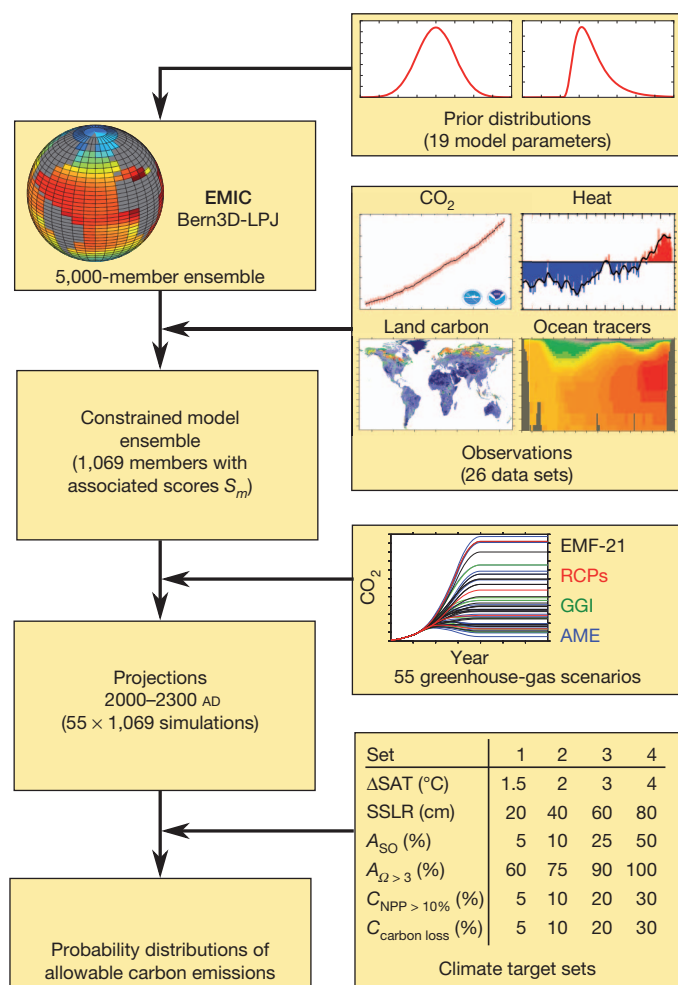 Prior distributions
(19 model parameters)
EMIC
Bern3D-LPJ
5,000-member ensemble
CO₂
Heat
Land carbon
Ocean tracers
Observations
(26 data sets)
Constrained model
ensemble
(1,069 members with
associated scores Sₘ)
CO₂
Year
EMF-21
RCPs
GGI
AME
55 greenhouse-gas scenarios
Projections
2000–2300 AD
(55 × 1,069 simulations)
Set 1 2 3 4
ΔSAT (°C) 1.5 2 3 4
SSLR (cm) 20 40 60 80
A_SO (%) 5 10 25 50
A_Ω > 3 (%) 60 75 90 100
C_NPP > 10% (%) 5 10 20 30
C_carbon loss (%) 5 10 20 30
Climate target sets
Probability distributions of
allowable carbon emissions